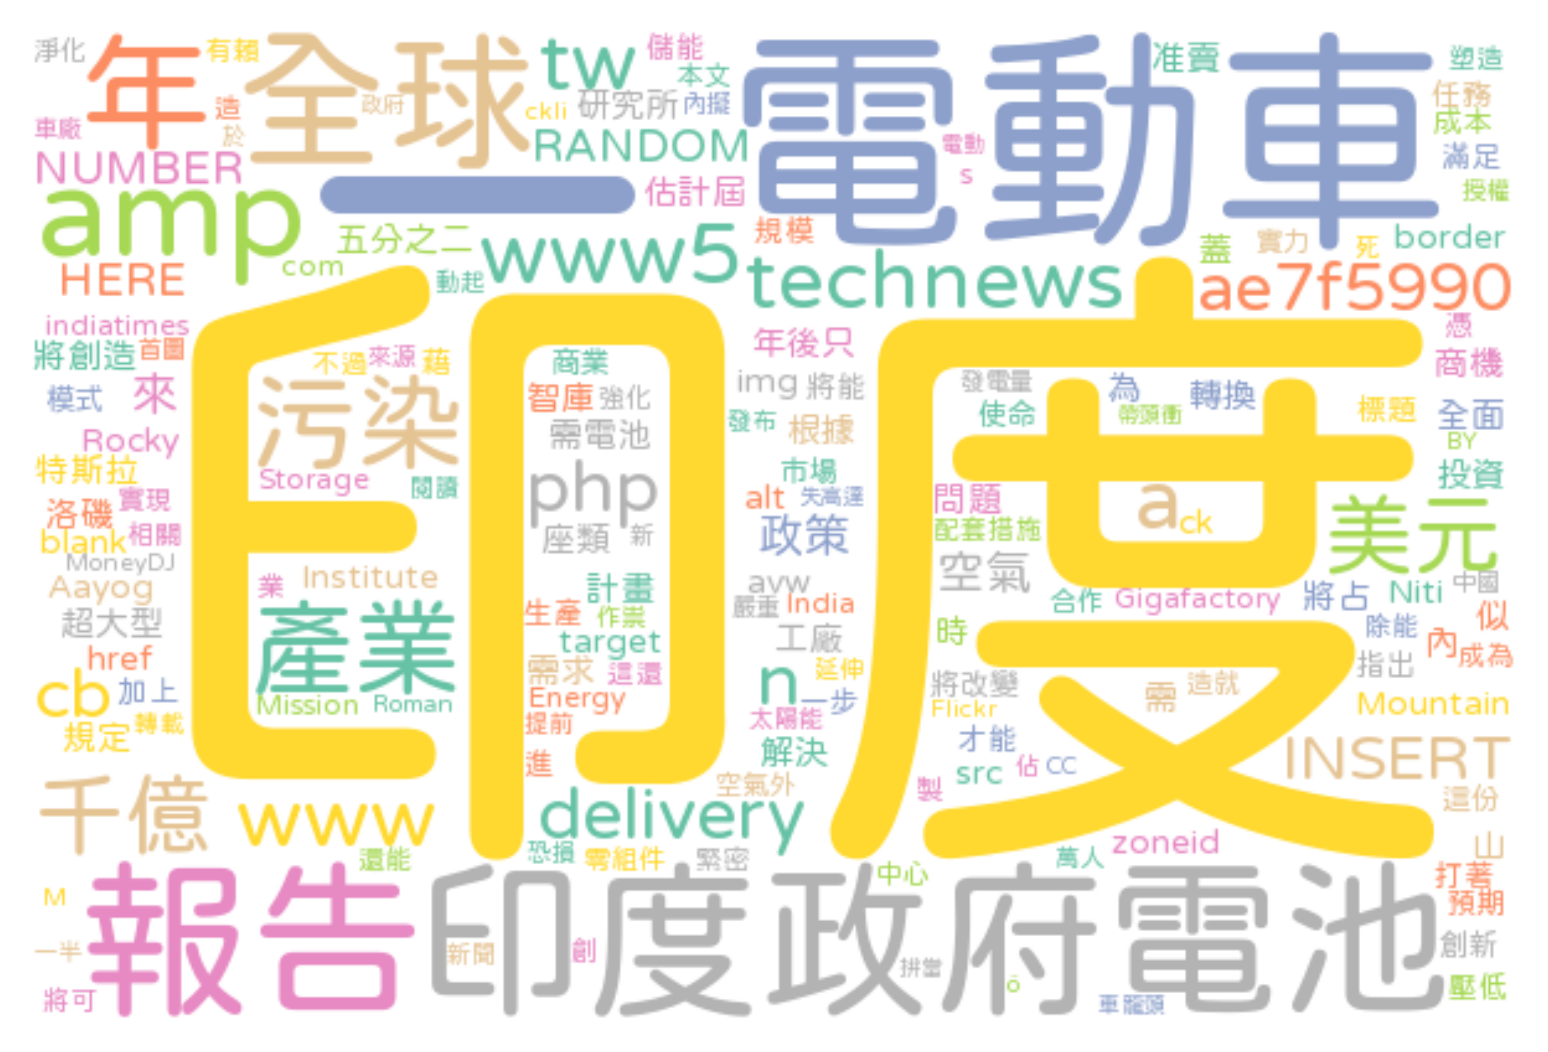 淨化 年 有賴 全球 tw 儲能 電動車 准賣 塑造
本文
政府 ckli 研究所 內擬 任務
車廠 造 於 RANDOM 電動 成本
NUMBER s 滿足
amp 一 估計屆 授權
五分之二 www5 規模 蓋 實力 死 border
HERE com 動起 technews ae7f5990
indiatimes 印度 年後只 憑
將創造 首圖 不過 來源 藉 商業 商機
模式 來 污染 智庫 強化 img 將能 發電量 為 轉換 標題 全面
Rocky 需電池 發布 根據 使命 帶頭衝 BY
特斯拉 Storage 閱讀 php 市場 投資
洛磯 實現 alt 失高達 問題 a ck 美元
blank 相關 座類 新 政策 配套措施
MoneyDJ 空氣
Aayog 業 Institute 計畫 avw 合作 Gigafactory 將占 Niti 中國
超大型 產業 生產 作祟 嚴重 India 時 除能 內 似
href target 工廠 指出 成為
cb 加上 需求 這還 n 延伸 將改變 需 造就
Mission Roman Energy 一步 Flickr Mountain
規定 轉載 提前 太陽能 才能
進 解決 src 佔 CC INSERT
千億 www 空氣外 製 這份
delivery zoneid 山
還能 恐損 零組件 緊密 萬人
M 報告 印度政府 中心 電池 打著
預期
一半 新聞 創 拼當 創新
將可 ō 車龍頭 壓低